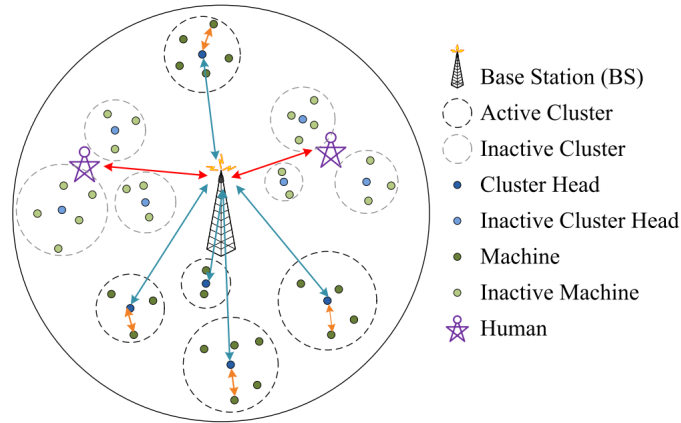 Base Station (BS)
Active Cluster
Inactive Cluster
Cluster Head
Inactive Cluster Head
Machine
Inactive Machine
Human